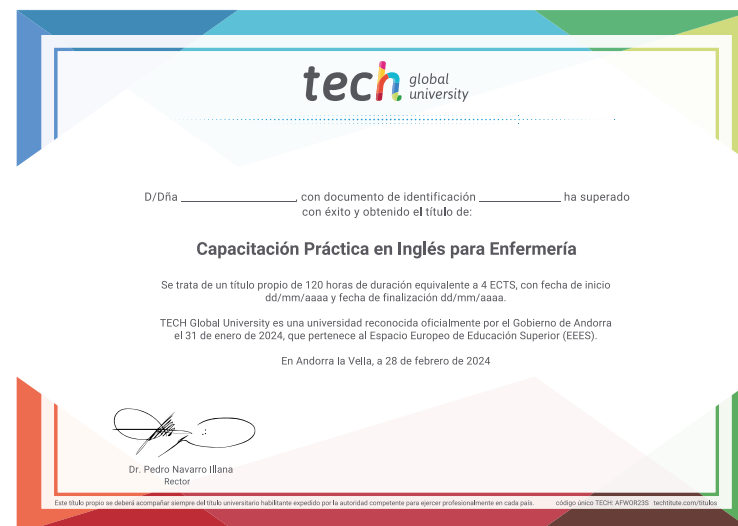 tech global university
D/Dña ____________________, con documento de identificación ______________ ha superado
con éxito y obtenido el título de:
Capacitación Práctica en Inglés para Enfermería
Se trata de un título propio de 120 horas de duración equivalente a 4 ECTS, con fecha de inicio
dd/mm/aaaa y fecha de finalización dd/mm/aaaa.
TECH Global University es una universidad reconocida oficialmente por el Gobierno de Andorra
el 31 de enero de 2024, que pertenece al Espacio Europeo de Educación Superior (EEES).
En Andorra la Vella, a 28 de febrero de 2024
Dr. Pedro Navarro Illana
Rector
Este título propio se deberá acompañar siempre del título universitario habilitante expedido por la autoridad competente para ejercer profesionalmente en cada país. código único TECH: AFWOR23S techtitute.com/titulos